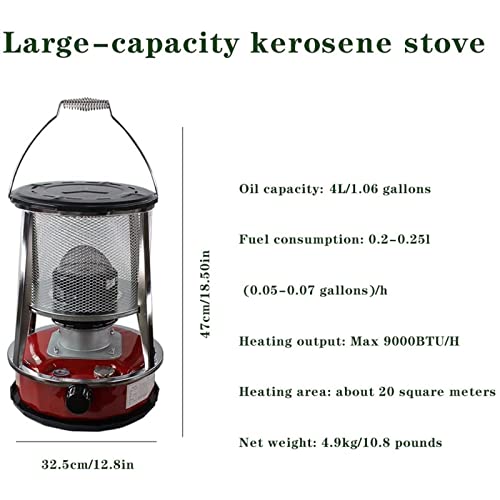 Large-capacity kerosene stove
Oil capacity: 4L/1.06 gallons
Fuel consumption: 0.2-0.25l
(0.05-0.07 gallons)/h
Heating output: Max 9000BTU/H
Heating area: about 20 square meters
Net weight: 4.9kg/10.8 pounds
47cm/18.50in
32.5cm/12.8in